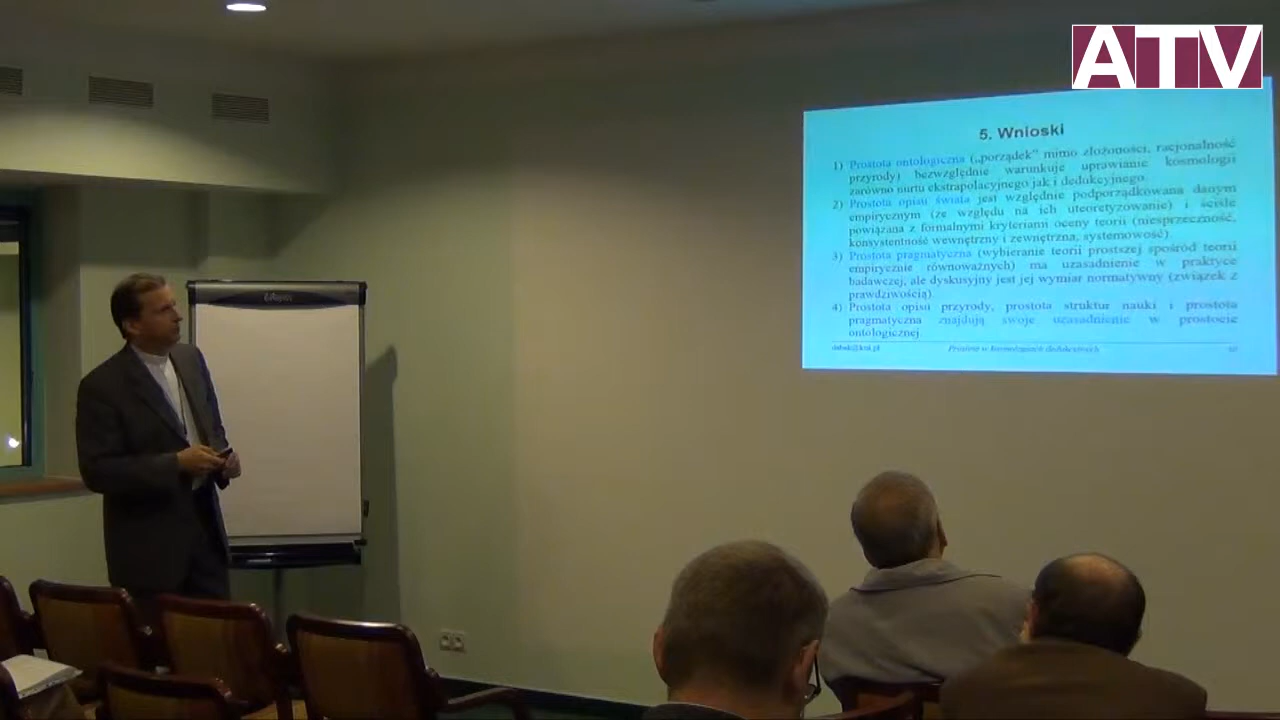 ATV
5. Wnioski
1) Prostota ontologiczna („porządek” mimo złożoności, racjonalność
przyrody) bezwzględnie warunkuje uprawianie kosmologii
zarówno nurtu ekstrapolacyjnego jak i dedukcyjnego.
2) Prostota opisu świata jest względnie podporządkowana danym
empirycznym (ze względu na ich uteoretyzowanie) i ściśle
powiązana z formalnymi kryteriami oceny teorii (niesprzeczność,
konsystentność wewnętrzny i zewnętrzna, systemowość).
3) Prostota pragmatyczna (wybieranie teorii prostszej spośród teorii
empirycznie równoważnych) ma uzasadnienie w praktyce
badawczej, ale dyskusyjny jest jej wymiar normatywny (związek z
prawdziwością).
4) Prostota opisu przyrody, prostota struktur nauki i prostota
pragmatyczna znajdują swoje uzasadnienie w prostocie
ontologicznej.
Prostota w kosmologiach dedukcyjnych